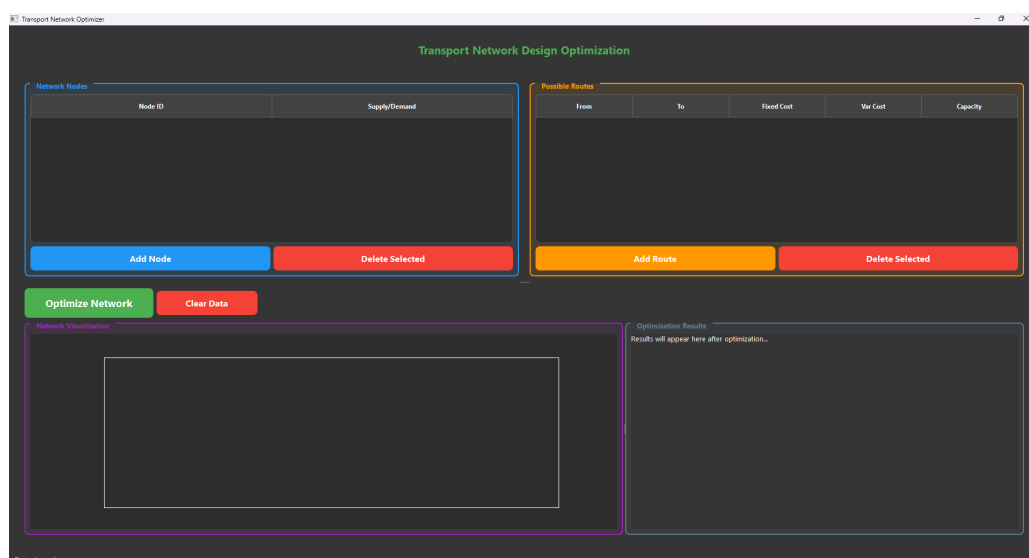 Transport Network Optimizer
Transport Network Design Optimization
Network Nodes
Node ID Supply/Demand
Add Node Delete Selected
Possible Routes
From To Fixed Cost Var Cost Capacity
Add Route Delete Selected
Optimize Network Clear Data
Network Visualization
Optimization Results
Results will appear here after optimization...